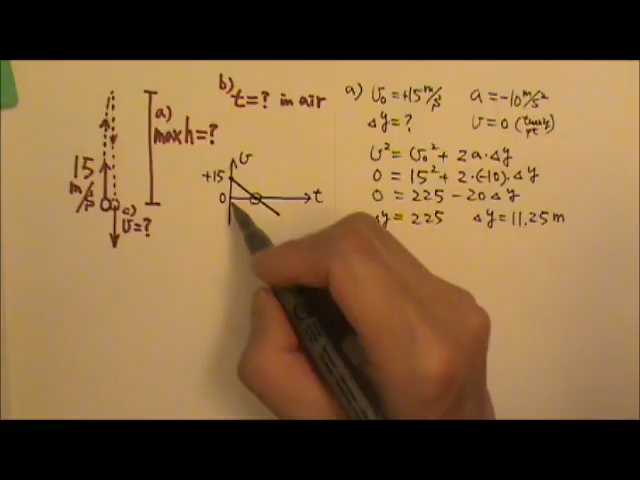 b) t=? in air
a) max h=?
15 m/s
c) v=?
v
+15
0
t
a) v₀ = +15 m/s a = -10 m/s²
Δy = ? v = 0 (
v² = v₀² + 2a·Δy
0 = 15² + 2·(-10)·Δy
0 = 225 - 20Δy
Δy = 225 Δy = 11.25 m